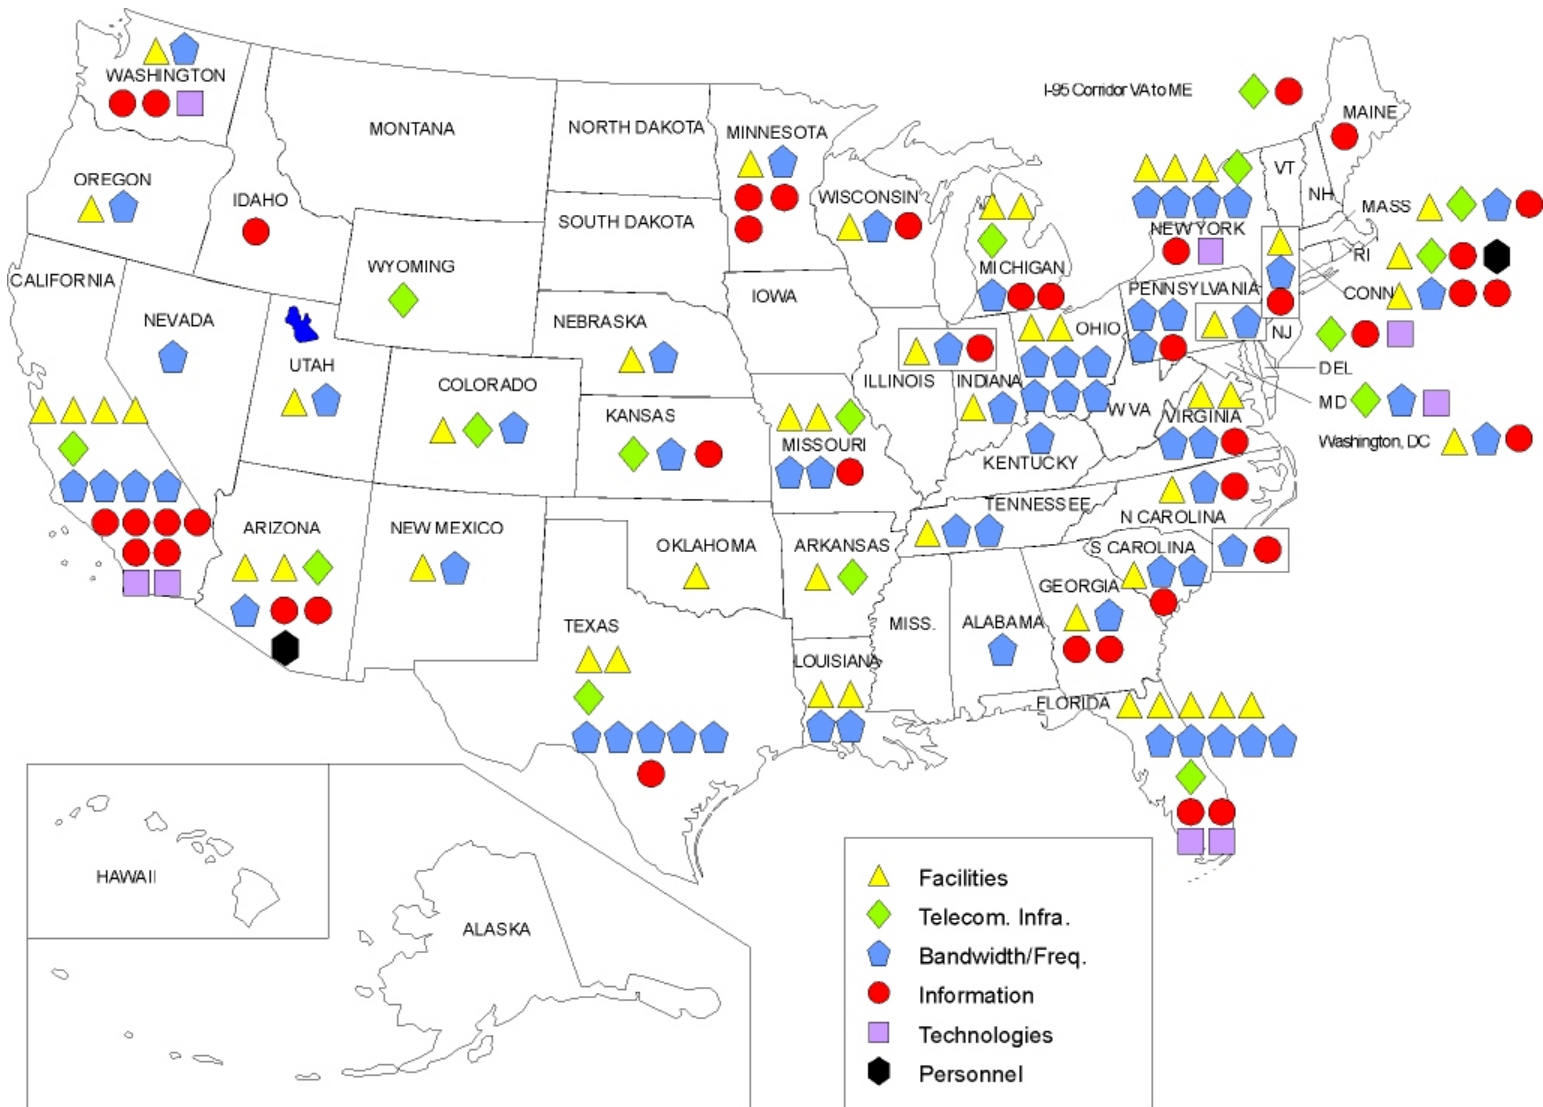 I-95 Corridor VA to ME
WASHINGTON
MAINE
MONTANA
NORTH DAKOTA
MINNESOTA
VT
OREGON
IDAHO
WISCONSIN
NH
MASS
SOUTH DAKOTA
NEW YORK
RI
WYOMING
MICHIGAN
CALIFORNIA
PENNSYLVANIA
CONN
IOWA
NEVADA
NEBRASKA
OHIO
NJ
UTAH
DEL
COLORADO
ILLINOIS
INDIANA
MD
KANSAS
W VA
VIRGINIA
MISSOURI
Washington, DC
KENTUCKY
TENNESSEE
N CAROLINA
ARIZONA
NEW MEXICO
OKLAHOMA
ARKANSAS
S CAROLINA
GEORGIA
TEXAS
MISS.
ALABAMA
LOUISIANA
FLORIDA
HAWAII
ALASKA
Facilities
Telecom. Infra.
Bandwidth/Freq.
Information
Technologies
Personnel